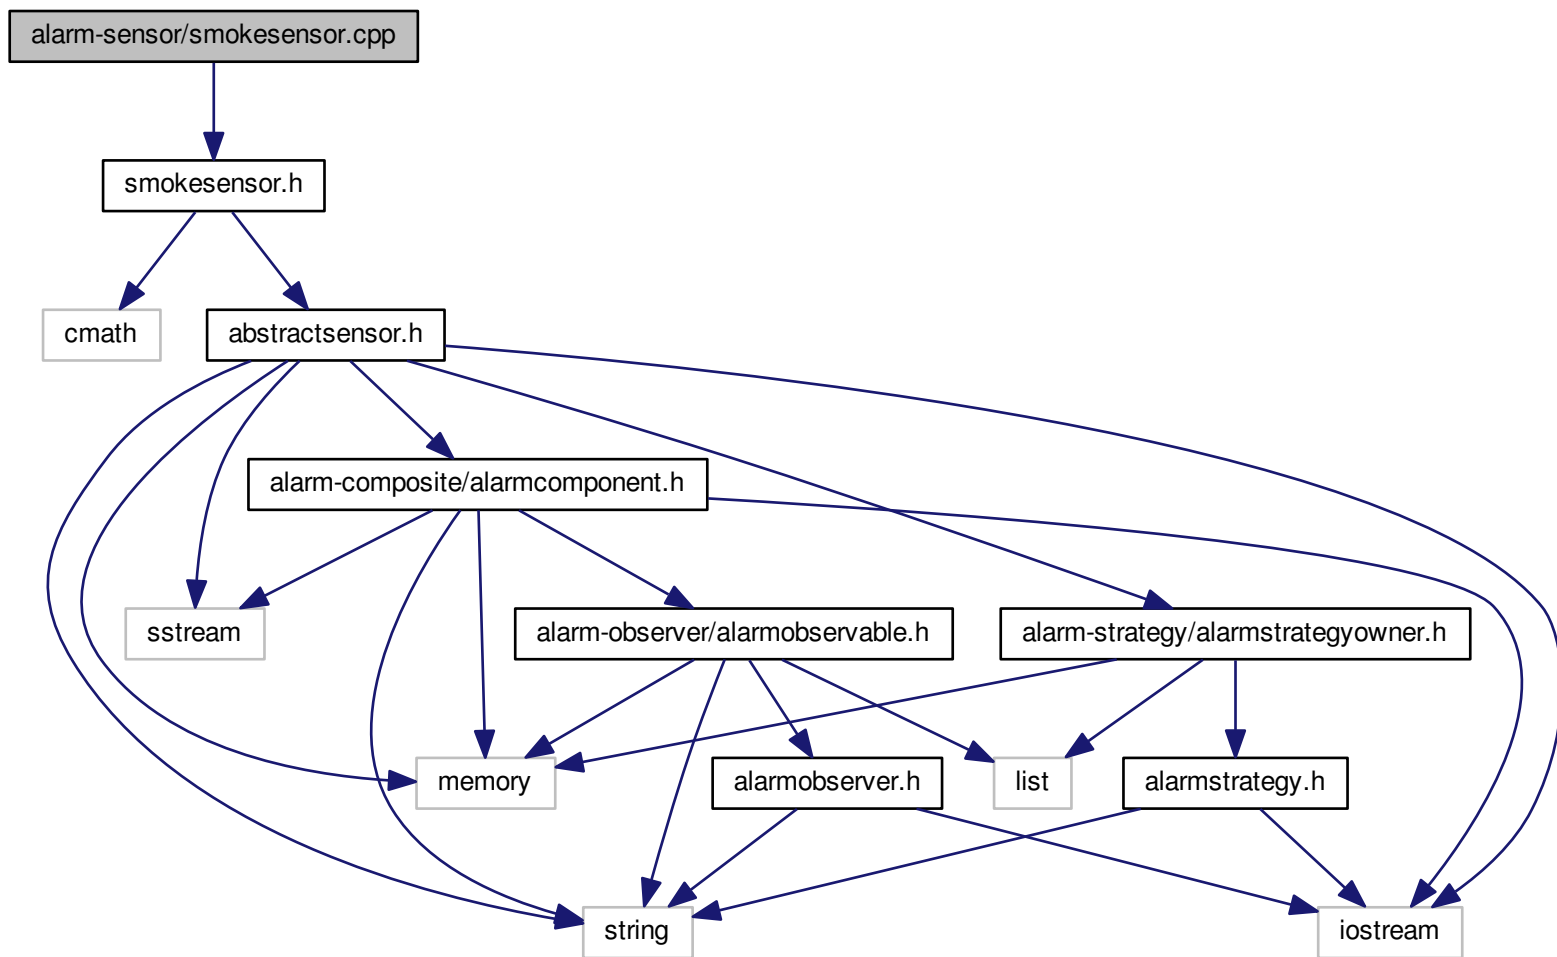 alarm-sensor/smokesensor.cpp
smokesensor.h
cmath
abstractsensor.h
alarm-composite/alarmcomponent.h
sstream
alarm-observer/alarmobservable.h
alarm-strategy/alarmstrategyowner.h
memory
alarmobserver.h
list
alarmstrategy.h
string
iostream